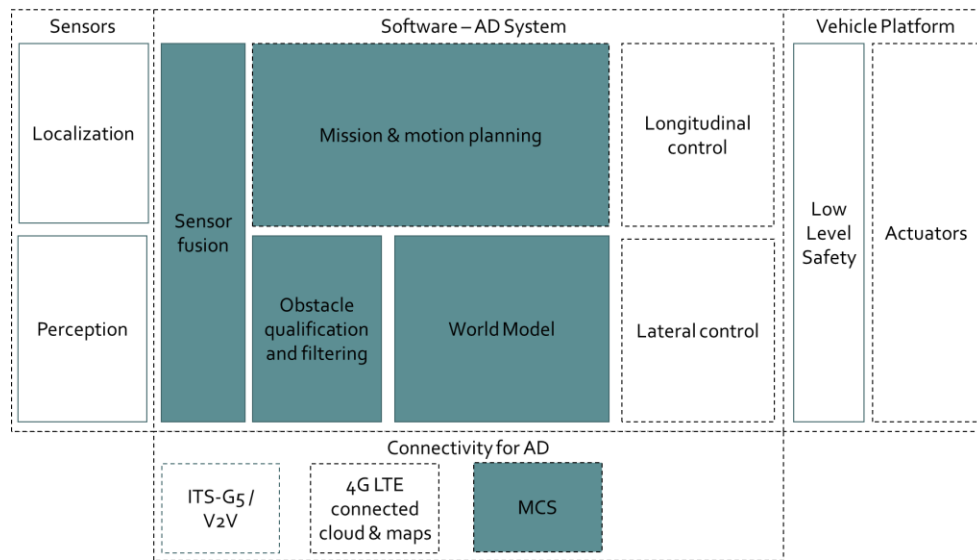 Sensors
Software – AD System
Vehicle Platform
Localization
Perception
Sensor
fusion
Mission & motion planning
Obstacle
qualification
and filtering
World Model
Longitudinal
control
Lateral control
Low
Level
Safety
Actuators
Connectivity for AD
ITS-G5 /
V2V
4G LTE
connected
cloud & maps
MCS